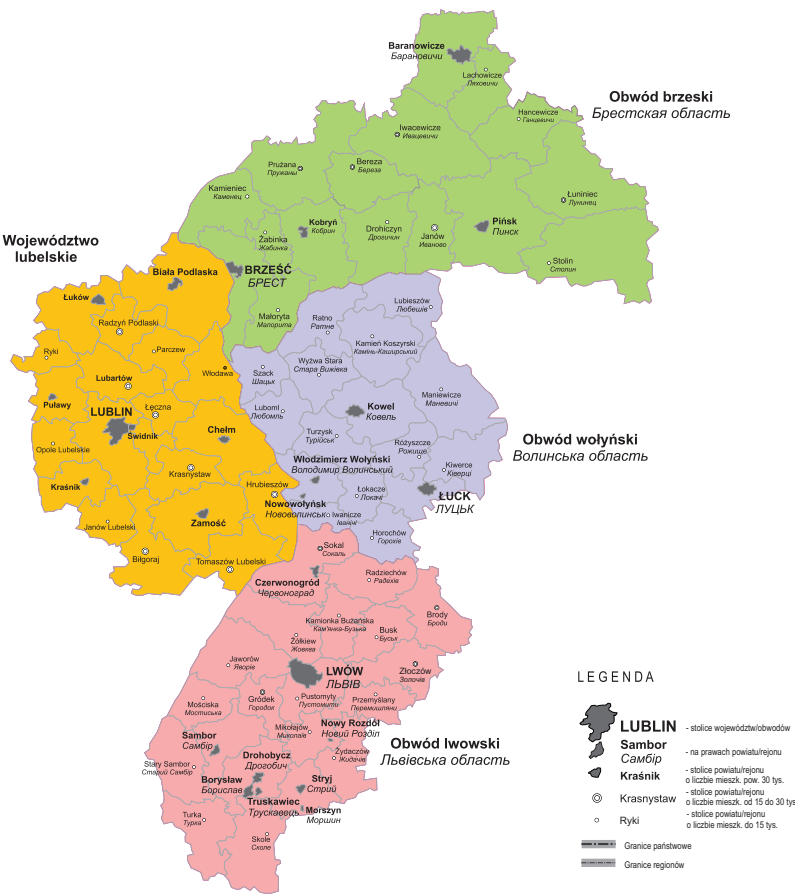 Baranowicze
Барановичи
Lachowicze
Ляховичи
Obwód brzeski
Брестская область
Hancewicze
Ганцевичи
Iwacewicze
Ивацевичи
Prużana
Пружаны
Bereza
Береза
Kamieniec
Каменец
Łuniniec
Лунинец
Kobryń
Кобрин
Drohiczyn
Дрогичин
Janów
Иваново
Pińsk
Пинск
Żabinka
Жабинка
Stolin
Столин
BRZEŚĆ
БРЕСТ
Małoryta
Малорита
Województwo
lubelskie
Biała Podlaska
Łuków
Radzyń Podlaski
Ryki
Parczew
Włodawa
Lubartów
Puławy
LUBLIN
Łęczna
Świdnik
Chełm
Opole Lubelskie
Krasnystaw
Kraśnik
Hrubieszów
Zamość
Janów Lubelski
Biłgoraj
Tomaszów Lubelski
Lubieszów
Любешів
Ratno
Ратне
Kamień Koszyrski
Камінь-Каширський
Wyżwa Stara
Стара Вижівка
Szack
Шацьк
Maniewicze
Маневичі
Luboml
Любомль
Kowel
Ковель
Turzysk
Турійськ
Obwód wołyński
Волинська область
Różyszcze
Рожище
Kiwerce
Ківерці
Włodzimierz Wołyński
Володимир Волинський
Łokacze
Локачі
ŁUCK
ЛУЦЬК
Nowowołyńsk
Нововолинськ
Iwanicze
Іванічі
Horochów
Горохів
Sokal
Сокаль
Czerwonogród
Червоноград
Radziechów
Радехів
Kamionka Bużańska
Кам'янка-Бузька
Brody
Броди
Busk
Буськ
Żółkiew
Жовква
Jaworów
Яворів
LWÓW
ЛЬВІВ
Złoczów
Золочів
Mościska
Мостиська
Gródek
Городок
Pustomyty
Пустомити
Przemyślany
Перемишляни
Mikołajów
Миколаїв
Nowy Rozdół
Новий Розділ
Sambor
Самбір
Obwód lwowski
Львівська область
Drohobycz
Дрогобич
Żydaczów
Жидачів
Stary Sambor
Старий Самбір
Borysław
Борислав
Stryj
Стрий
Truskawiec
Трускавець
Morszyn
Моршин
Turka
Турка
Skole
Сколе
LEGENDA
LUBLIN - stolice województw/obwodów
Sambor
Самбір - na prawach powiatu/rejonu
Kraśnik - stolice powiatu/rejonu
o liczbie mieszk. pow. 30 tys.
Krasnystaw - stolice powiatu/rejonu
o liczbie mieszk. od 15 do 30 tys
Ryki - stolice powiatu/rejonu
o liczbie mieszk. do 15 tys.
Granice państwowe
Granice regionów